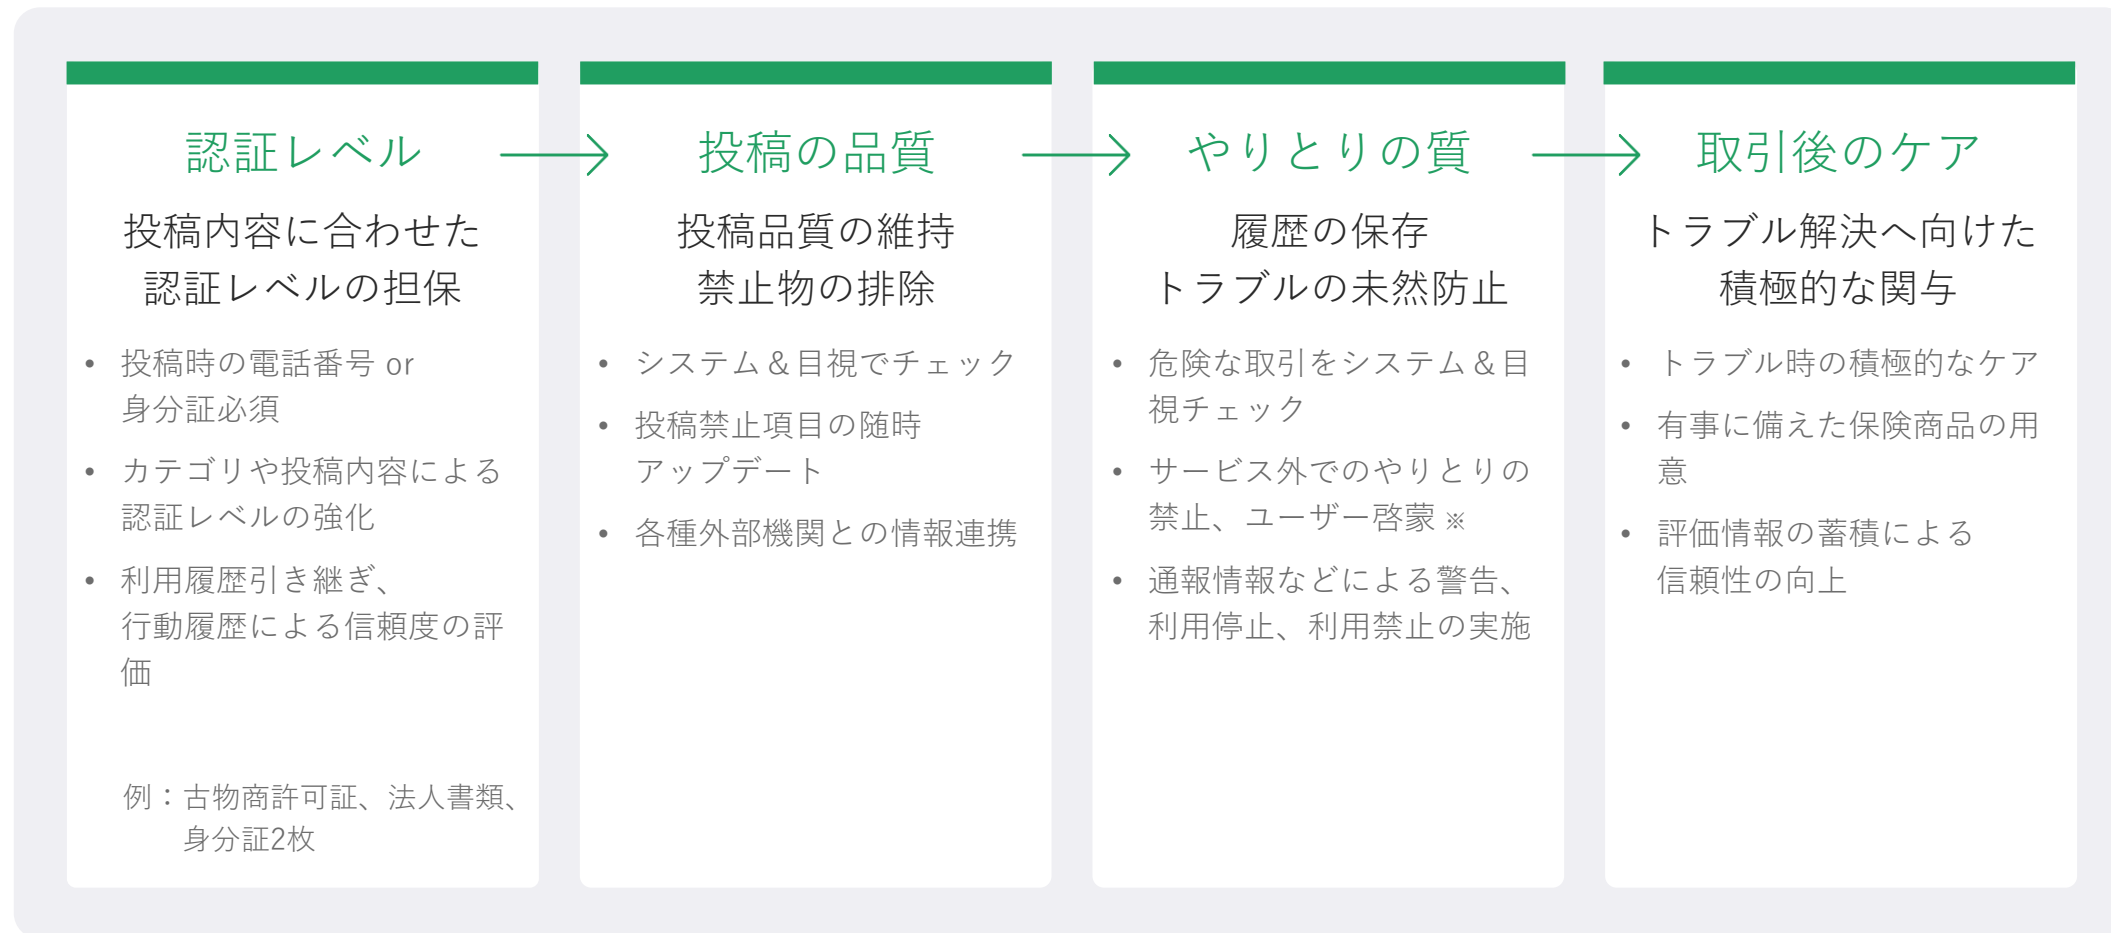 認証レベル
投稿内容に合わせた
認証レベルの担保
• 投稿時の電話番号 or
身分証必須
• カテゴリや投稿内容による
認証レベルの強化
• 利用履歴引き継ぎ、
行動履歴による信頼度の評
価
例：古物商許可証、法人書類、
身分証2枚
投稿の品質
投稿品質の維持
禁止物の排除
• システム＆目視でチェック
• 投稿禁止項目の随時
アップデート
• 各種外部機関との情報連携
やりとりの質
履歴の保存
トラブルの未然防止
• 危険な取引をシステム＆目
視チェック
• サービス外でのやりとりの
禁止、ユーザー啓蒙 ※
• 通報情報などによる警告、
利用停止、利用禁止の実施
取引後のケア
トラブル解決へ向けた
積極的な関与
• トラブル時の積極的なケア
• 有事に備えた保険商品の用
意
• 評価情報の蓄積による
信頼性の向上